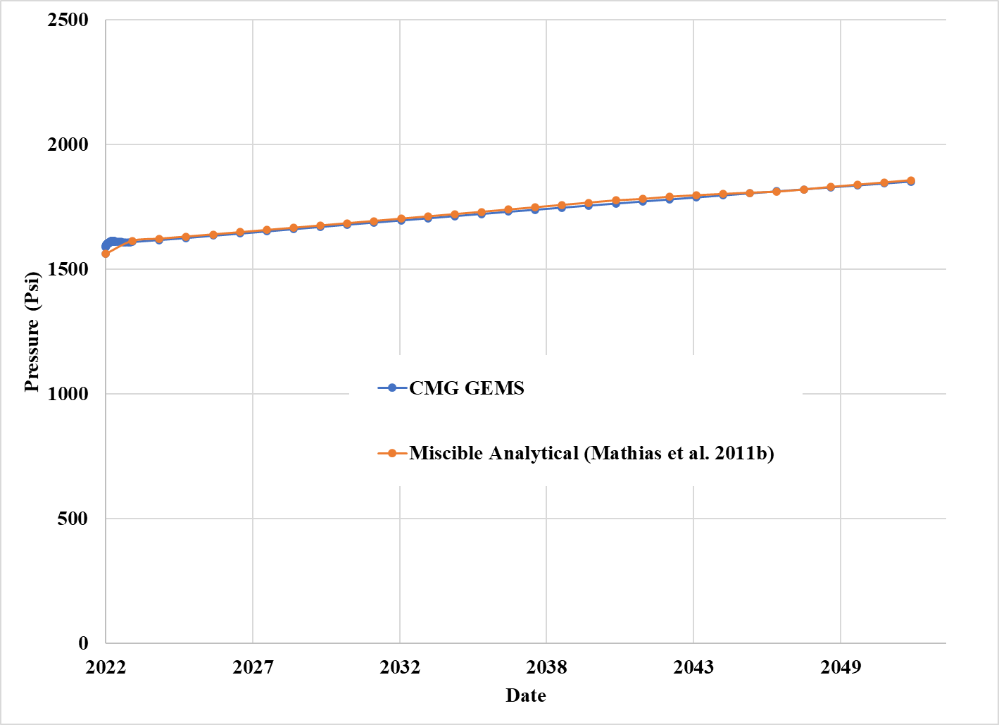 2500
2000
1500
1000
500
0
Pressure (Psi)
CMG GEMS
Miscible Analytical (Mathias et al. 2011b)
2022 2027 2032 2038 2043 2049
Date